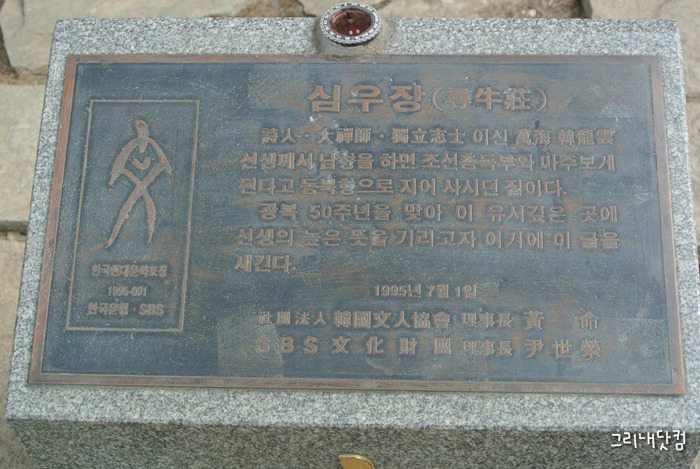 심우장(尋牛莊)
詩人·大禪師·獨立志士 이신 萬海 韓龍雲
선생께서 남향을 하면 조선총독부와 마주보게
된다고 동북향으로 지어 사시던 집이다.
광복 50주년을 맞아 이 유서깊은 곳에
선생의 높은 뜻을 기리고자 여기에 이 글을
새긴다.
1995년 7월 1일
社團法人 韓國文人協會 理事長 黃 命
SBS 文化財團 理事長 尹世榮
한국현대문학표징
1995-001
한국문협·SBS
그리내닷컴